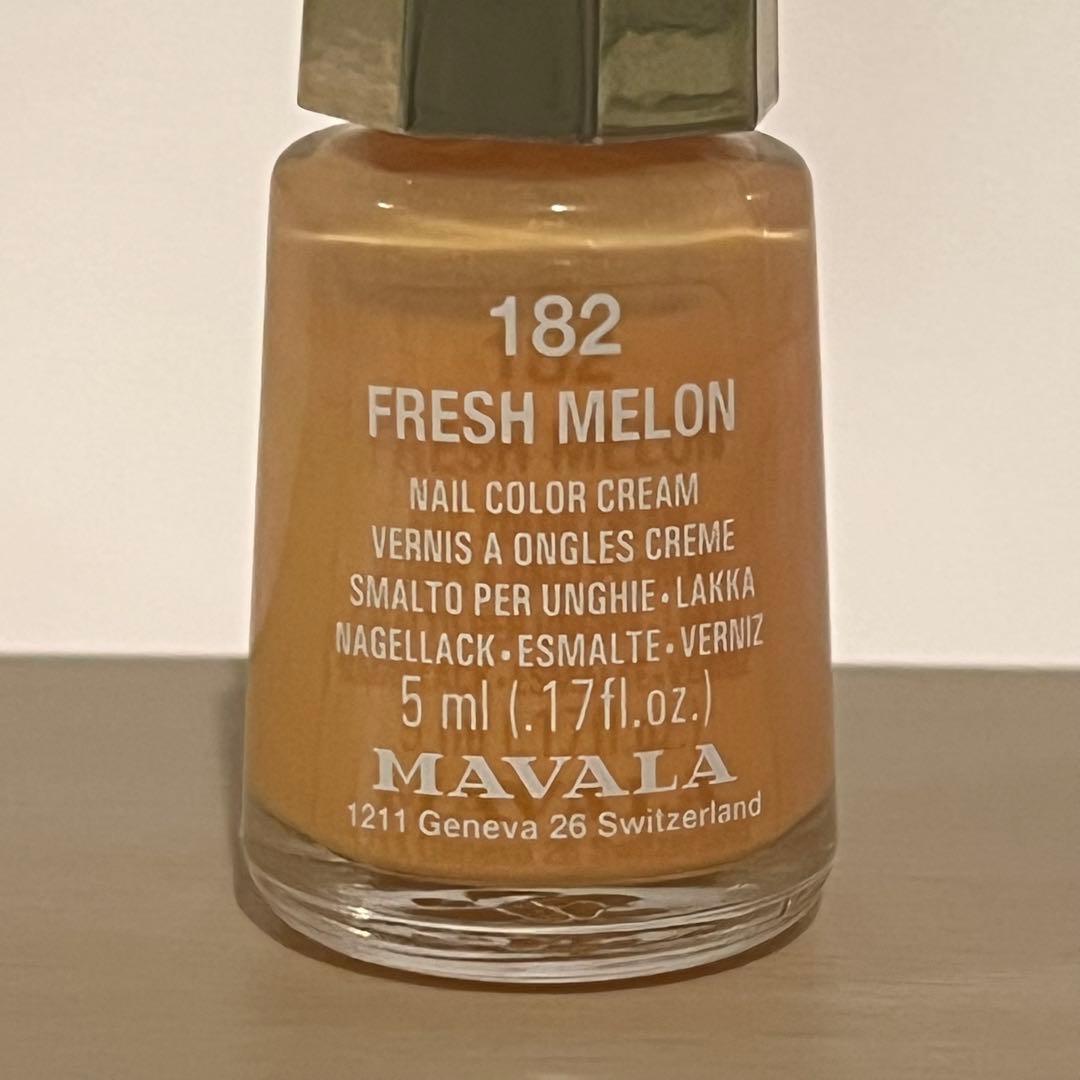 182
FRESH MELON
NAIL COLOR CREAM
VERNIS A ONGLES CREME
SMALTO PER UNGHIE•LAKKA
NAGELLACK•ESMALTE•VERNIZ
5 ml (.17fl.oz.)
MAVALA
1211 Geneva 26 Switzerland